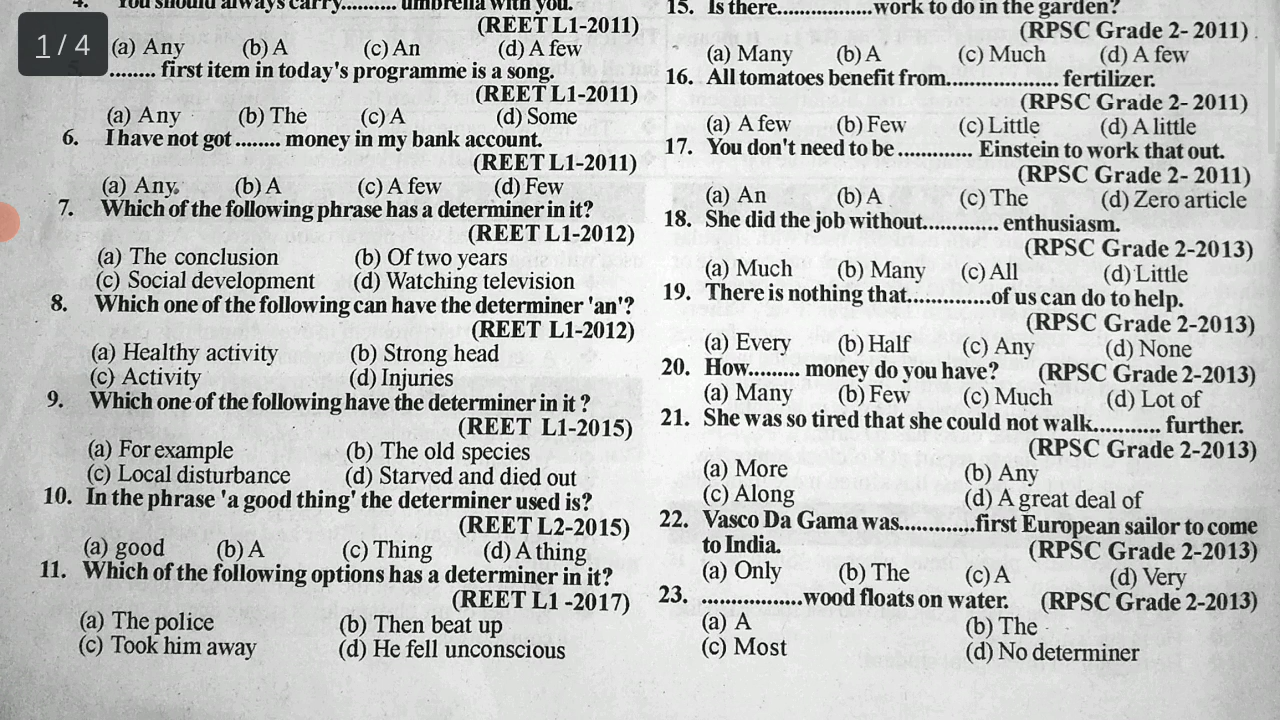 1 / 4
4. You should always carry.......... umbrella with you.
(REET L1-2011)
(a) Any (b) A (c) An (d) A few
5. ........ first item in today's programme is a song.
(REET L1-2011)
(a) Any (b) The (c) A (d) Some
6. I have not got ........ money in my bank account.
(REET L1-2011)
(a) Any (b) A (c) A few (d) Few
7. Which of the following phrase has a determiner in it?
(REET L1-2012)
(a) The conclusion (b) Of two years
(c) Social development (d) Watching television
8. Which one of the following can have the determiner 'an'?
(REET L1-2012)
(a) Healthy activity (b) Strong head
(c) Activity (d) Injuries
9. Which one of the following have the determiner in it ?
(REET L1-2015)
(a) For example (b) The old species
(c) Local disturbance (d) Starved and died out
10. In the phrase 'a good thing' the determiner used is?
(REET L2-2015)
(a) good (b) A (c) Thing (d) A thing
11. Which of the following options has a determiner in it?
(REET L1 -2017)
(a) The police (b) Then beat up
(c) Took him away (d) He fell unconscious
15. Is there.................work to do in the garden?
(RPSC Grade 2- 2011)
(a) Many (b) A (c) Much (d) A few
16. All tomatoes benefit from.................... fertilizer.
(RPSC Grade 2- 2011)
(a) A few (b) Few (c) Little (d) A little
17. You don't need to be ............. Einstein to work that out.
(RPSC Grade 2- 2011)
(a) An (b) A (c) The (d) Zero article
18. She did the job without............. enthusiasm.
(RPSC Grade 2-2013)
(a) Much (b) Many (c) All (d) Little
19. There is nothing that..............of us can do to help.
(RPSC Grade 2-2013)
(a) Every (b) Half (c) Any (d) None
20. How......... money do you have? (RPSC Grade 2-2013)
(a) Many (b) Few (c) Much (d) Lot of
21. She was so tired that she could not walk........... further.
(RPSC Grade 2-2013)
(a) More (b) Any
(c) Along (d) A great deal of
22. Vasco Da Gama was............first European sailor to come
to India. (RPSC Grade 2-2013)
(a) Only (b) The (c) A (d) Very
23. .................wood floats on water. (RPSC Grade 2-2013)
(a) A (b) The
(c) Most (d) No determiner